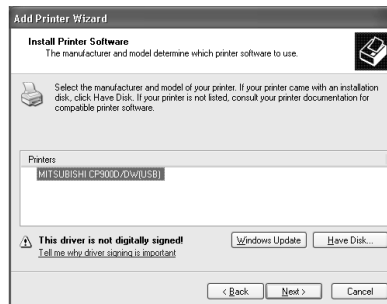 Add Printer Wizard
Install Printer Software
The manufacturer and model determine which printer software to use.
Select the manufacturer and model of your printer. If your printer came with an installation
disk, click Have Disk. If your printer is not listed, consult your printer documentation for
compatible printer software.
Printers
MITSUBISHI CP900D/DW(USB)
This driver is not digitally signed!
Tell me why driver signing is important
Windows Update
Have Disk...
< Back
Next >
Cancel